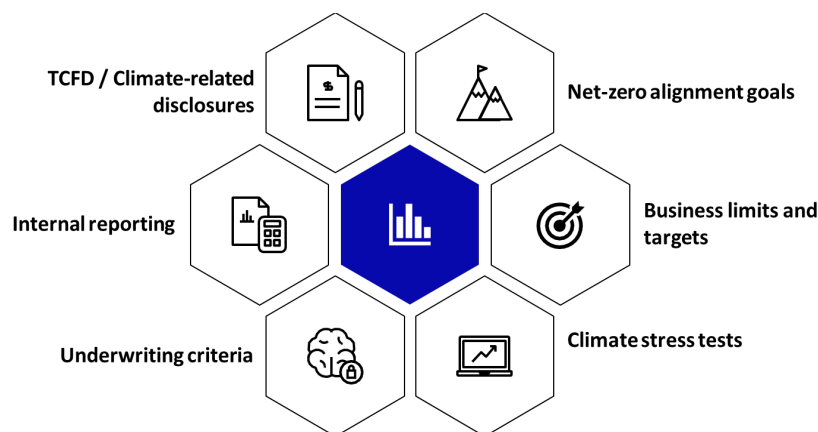 TCFD / Climate-related
disclosures
Net-zero alignment goals
Internal reporting
Business limits and
targets
Underwriting criteria
Climate stress tests
$